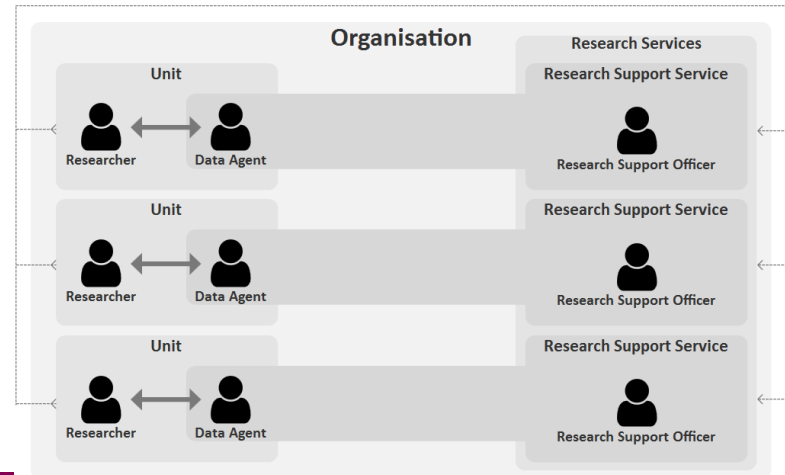 Organisation
Research Services
Unit
Research Support Service
Researcher
Data Agent
Research Support Officer
Unit
Research Support Service
Researcher
Data Agent
Research Support Officer
Unit
Research Support Service
Researcher
Data Agent
Research Support Officer